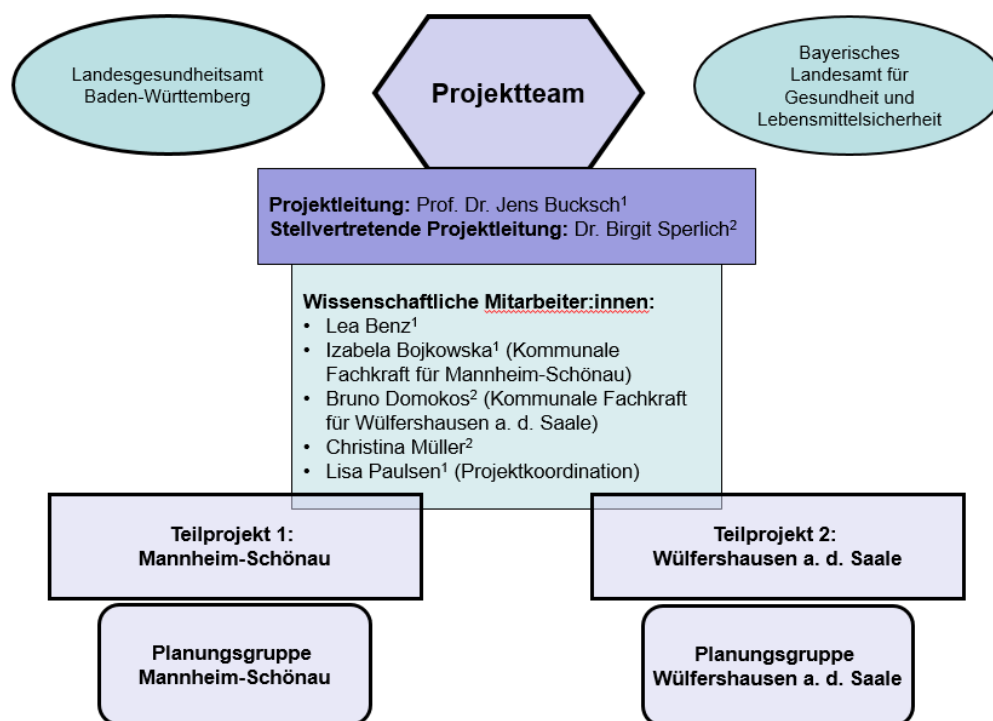 Landesgesundheitsamt
Baden-Württemberg
Projektteam
Bayerisches
Landesamt für
Gesundheit und
Lebensmittelsicherheit
Projektleitung: Prof. Dr. Jens Bucksch¹
Stellvertretende Projektleitung: Dr. Birgit Sperlich²
Wissenschaftliche Mitarbeiter:innen:
• Lea Benz¹
• Izabela Bojkowska¹ (Kommunale
Fachkraft für Mannheim-Schönau)
• Bruno Domokos² (Kommunale Fachkraft
für Wülfershausen a. d. Saale)
• Christina Müller²
• Lisa Paulsen¹ (Projektkoordination)
Teilprojekt 1:
Mannheim-Schönau
Teilprojekt 2:
Wülfershausen a. d. Saale
Planungsgruppe
Mannheim-Schönau
Planungsgruppe
Wülfershausen a. d. Saale